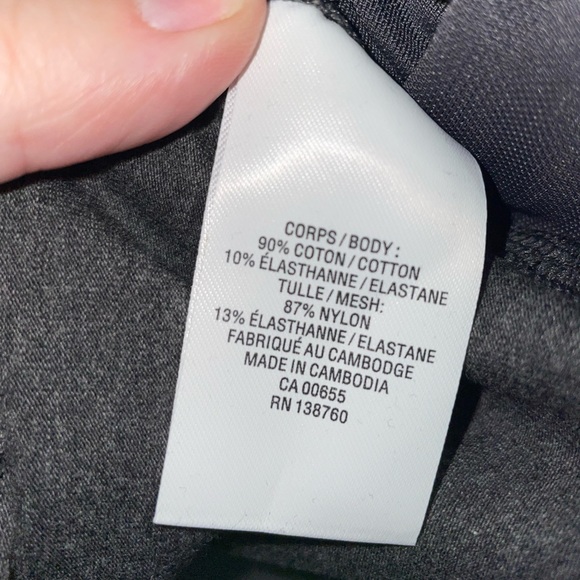 CORPS / BODY :
90% COTON / COTTON
10% ÉLASTHANNE / ELASTANE
TULLE / MESH:
87% NYLON
13% ÉLASTHANNE / ELASTANE
FABRIQUÉ AU CAMBODGE
MADE IN CAMBODIA
CA 00655
RN 138760